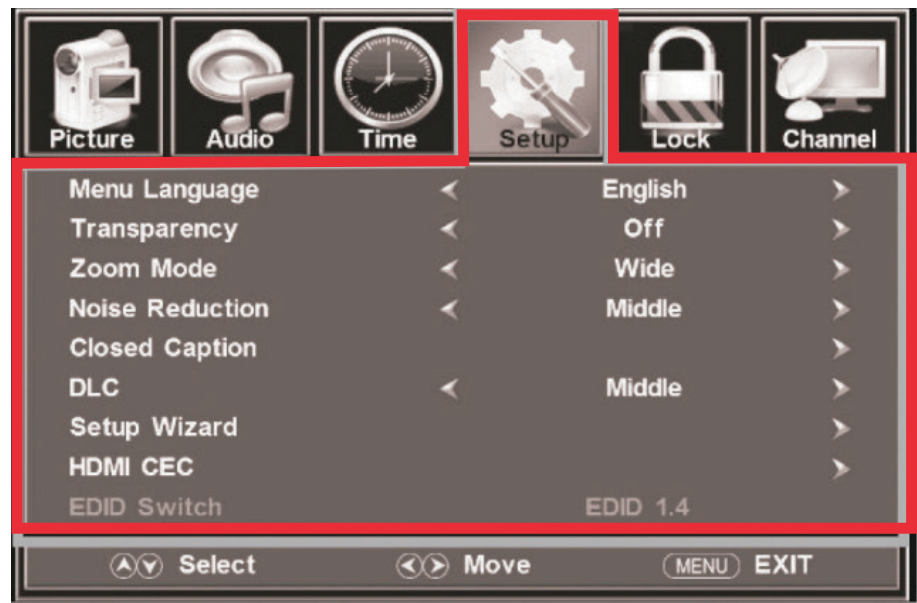 Picture Audio Time Setup Lock Channel
Menu Language English
Transparency Off
Zoom Mode Wide
Noise Reduction Middle
Closed Caption
DLC Middle
Setup Wizard
HDMI CEC
EDID Switch EDID 1.4
Select Move MENU EXIT